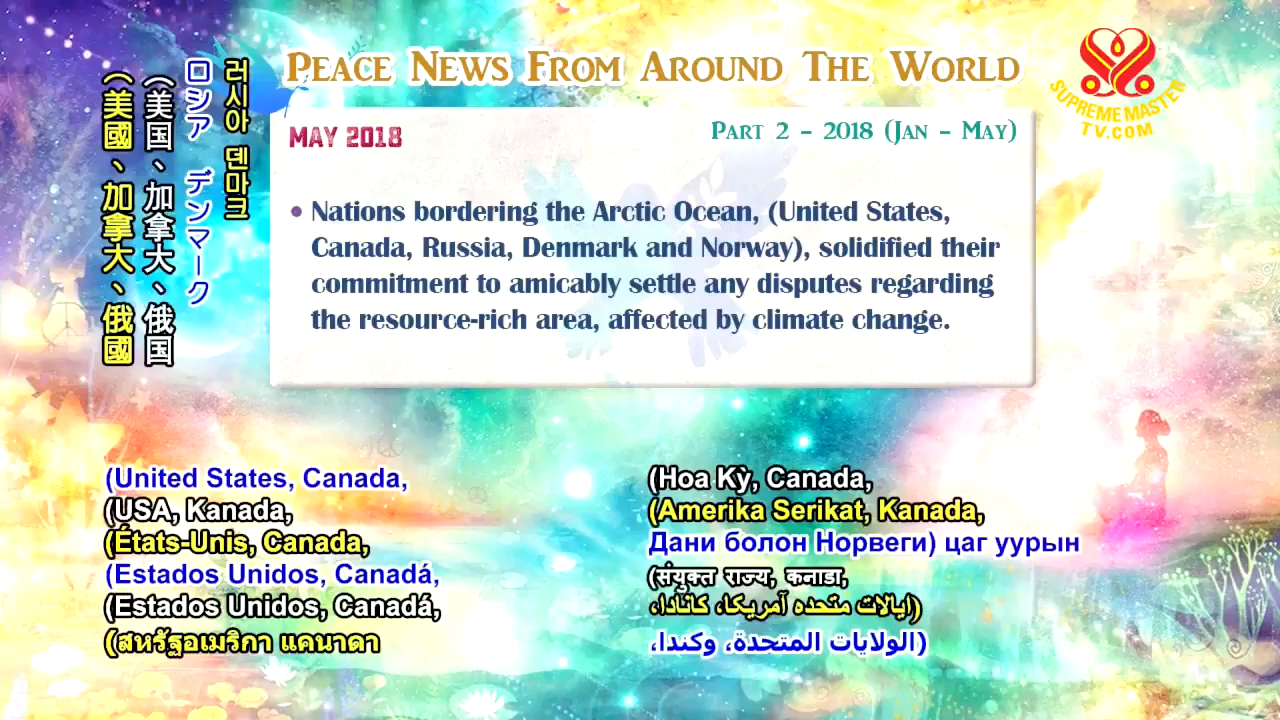 PEACE NEWS FROM AROUND THE WORLD
SUPREME MASTER
TV.COM
MAY 2018
PART 2 – 2018 (JAN – MAY)
• Nations bordering the Arctic Ocean, (United States,
Canada, Russia, Denmark and Norway), solidified their
commitment to amicably settle any disputes regarding
the resource-rich area, affected by climate change.
러시아 덴마크
ロシア デンマーク
（美国、加拿大、俄国
（美國、加拿大、俄國
(United States, Canada,
(USA, Kanada,
(États-Unis, Canada,
(Estados Unidos, Canadá,
(Estados Unidos, Canadá,
(สหรัฐอเมริกา แคนาดา
(Hoa Kỳ, Canada,
(Amerika Serikat, Kanada,
Дани болон Норвеги) цаг уурын
(संयुक्त राज्य, कनाडा,
(ایالات متحده آمریکا، کانادا،
(الولايات المتحدة، وكندا،